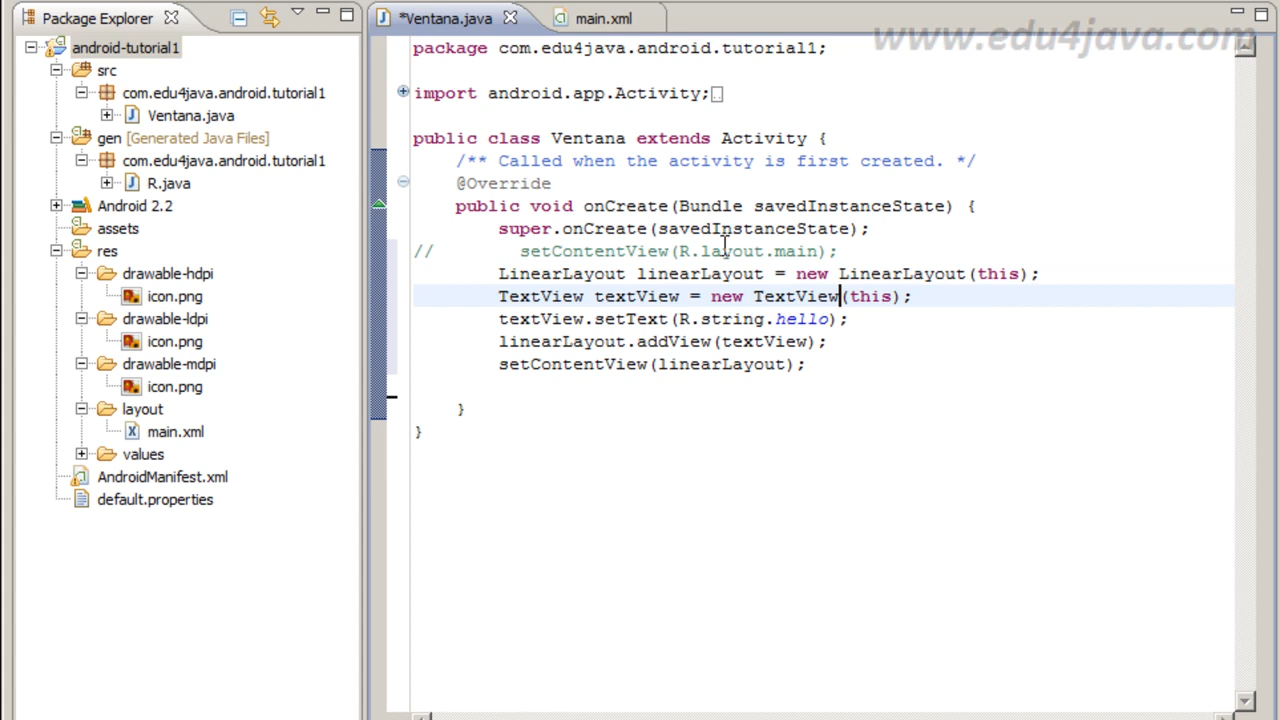 Package Explorer
*Ventana.java
main.xml
www.edu4java.com
android-tutorial1
src
com.edu4java.android.tutorial1
Ventana.java
gen [Generated Java Files]
com.edu4java.android.tutorial1
R.java
Android 2.2
assets
res
drawable-hdpi
icon.png
drawable-ldpi
icon.png
drawable-mdpi
icon.png
layout
main.xml
values
AndroidManifest.xml
default.properties
package com.edu4java.android.tutorial1;
import android.app.Activity;
public class Ventana extends Activity {
/** Called when the activity is first created. */
@Override
public void onCreate(Bundle savedInstanceState) {
super.onCreate(savedInstanceState);
// setContentView(R.layout.main);
LinearLayout linearLayout = new LinearLayout(this);
TextView textView = new TextView(this);
textView.setText(R.string.hello);
linearLayout.addView(textView);
setContentView(linearLayout);
}
}